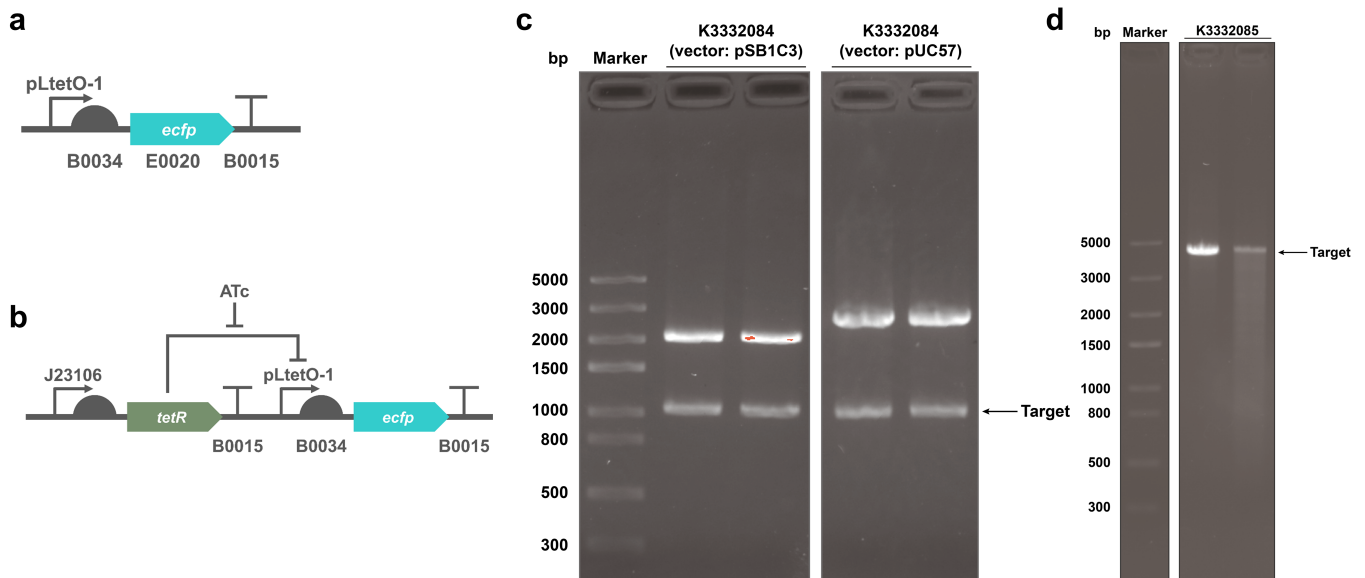 a
pLtetO-1
ecfp
B0034 E0020 B0015
b
ATc
J23106
pLtetO-1
tetR
ecfp
B0015 B0034 B0015
c
K3332084
(vector: pSB1C3)
K3332084
(vector: pUC57)
bp Marker
5000
3000
2000
1500
1000
800
500
300
Target
d
bp Marker K3332085
5000
3000
2000
1500
1000
800
500
300
Target